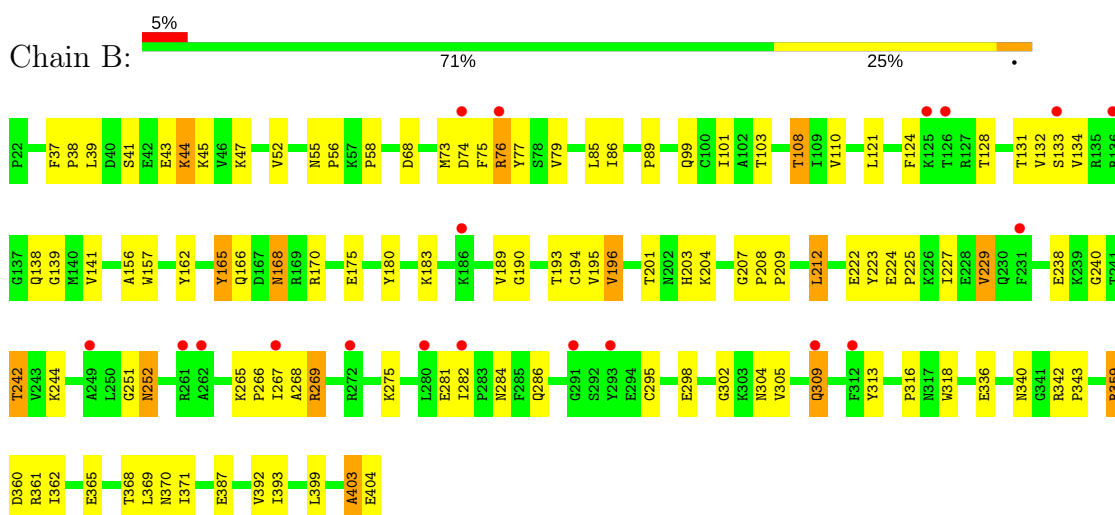 5%
Chain B:
71% 25% •
P22 F37 P38 L39 D40 S41 E42 E43 K44 K45 V46 K47 V52 N55 P56 K57 P58 D68 M73 D74 F75 R76 Y77 S78 V79 L85 I86 P89 Q99 C100 I101 A102 T103 T108 I109 V110 L121 F124 K125 T126 R127 T128 T131 V132 S133 V134 R135 R136
G137 Q138 G139 M140 V141 A156 W157 Y162 Y165 Q166 D167 N168 R169 R170 E175 Y180 K183 K186 V189 G190 T193 C194 V195 V196 T201 N202 H203 K204 G207 P208 P209 L212 E222 Y223 E224 P225 K226 I227 E228 V229 Q230 F231 E238 K239 G240 T241
T242 V243 K244 A249 L250 G251 N252 R261 A262 K265 P266 I267 A268 R269 R272 K275 L280 E281 I282 P283 N284 F285 Q286 G291 S292 Y293 E294 C295 E298 G302 K303 N304 V305 Q309 F312 Y313 P316 N317 W318 E336 N340 G341 R342 P343 R359
D360 R361 I362 E365 T368 L369 N370 I371 E387 V392 I393 L399 A403 E404